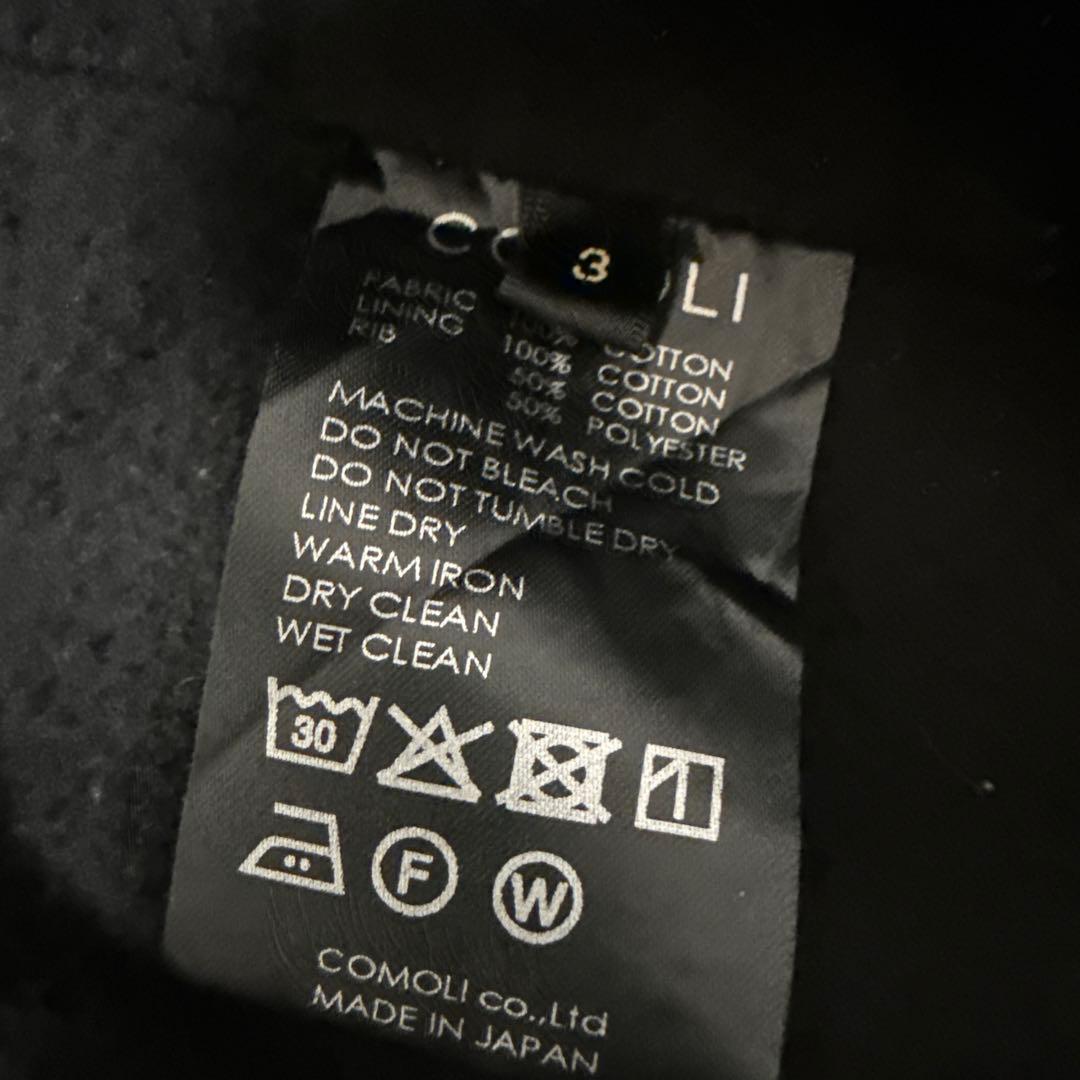 3
FABRIC 100% COTTON
LINING 100% COTTON
RIB 50% COTTON
50% POLYESTER
MACHINE WASH COLD
DO NOT BLEACH
DO NOT TUMBLE DRY
LINE DRY
WARM IRON
DRY CLEAN
WET CLEAN
30
F W
COMOLI co.,Ltd
MADE IN JAPAN